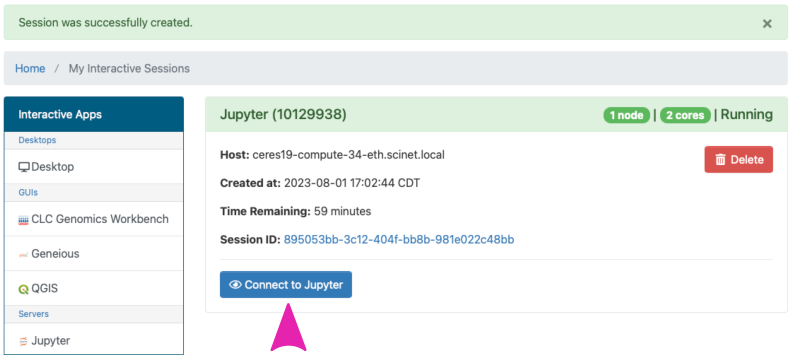 Session was successfully created. ×
Home / My Interactive Sessions
Interactive Apps
Desktops
Desktop
GUIs
CLC Genomics Workbench
Geneious
QGIS
Servers
Jupyter
Jupyter (10129938) 1 node | 2 cores | Running
Host: ceres19-compute-34-eth.scinet.local
Delete
Created at: 2023-08-01 17:02:44 CDT
Time Remaining: 59 minutes
Session ID: 895053bb-3c12-404f-bb8b-981e022c48bb
Connect to Jupyter